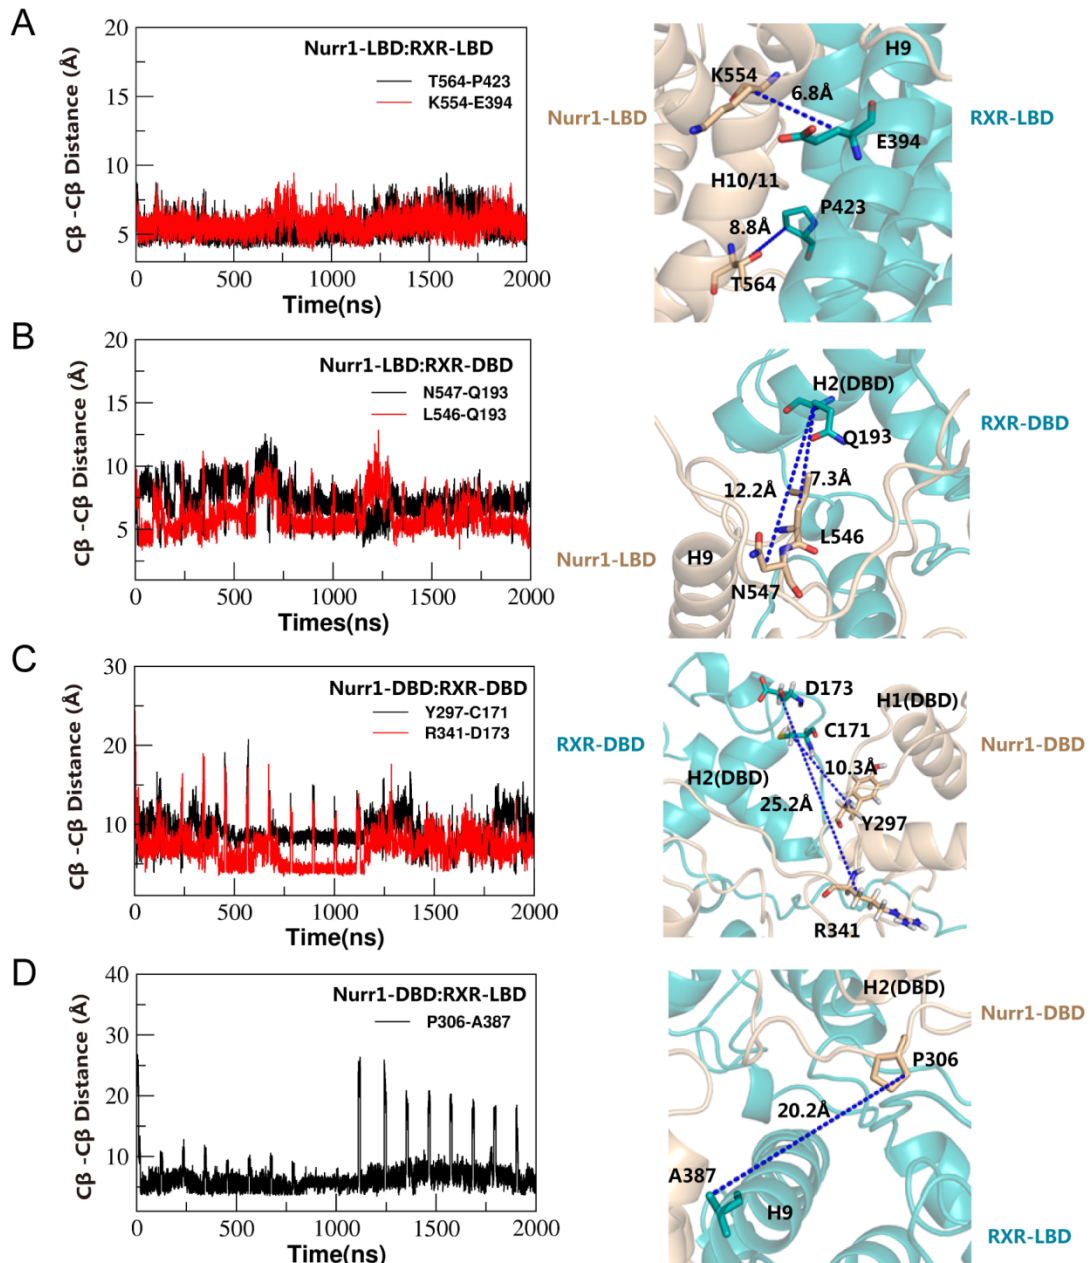 A
Nurr1-LBD:RXR-LBD
T564-P423
K554-E394
Cβ -Cβ Distance (Å)
20
15
10
5
0 500 1000 1500 2000
Time(ns)
Nurr1-LBD
RXR-LBD
H9
K554
6.8Å
E394
H10/11
P423
8.8Å
T564
B
Nurr1-LBD:RXR-DBD
N547-Q193
L546-Q193
Cβ -Cβ Distance (Å)
20
15
10
5
0 500 1000 1500 2000
Times(ns)
H2(DBD)
RXR-DBD
Q193
12.2Å
7.3Å
L546
Nurr1-LBD
H9
N547
C
Nurr1-DBD:RXR-DBD
Y297-C171
R341-D173
Cβ -Cβ Distance (Å)
30
20
10
0 500 1000 1500 2000
Time(ns)
D173
H1(DBD)
C171
RXR-DBD
Nurr1-DBD
H2(DBD)
10.3Å
25.2Å
Y297
R341
D
Nurr1-DBD:RXR-LBD
P306-A387
Cβ -Cβ Distance (Å)
40
30
20
10
0 500 1000 1500 2000
Time(ns)
H2(DBD)
Nurr1-DBD
P306
20.2Å
A387
H9
RXR-LBD